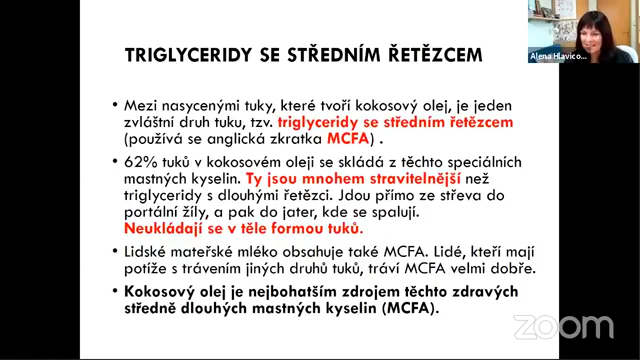 TRIGLYCERIDY SE STŘEDNÍM ŘETĚZCEM
Alena Hlavico...
• Mezi nasycenými tuky, které tvoří kokosový olej, je jeden
zvláštní druh tuku, tzv. triglyceridy se středním řetězcem
(používá se anglická zkratka MCFA) .
• 62% tuků v kokosovém oleji se skládá z těchto speciálních
mastných kyselin. Ty jsou mnohem stravitelnější než
triglyceridy s dlouhými řetězci. Jdou přímo ze střeva do
portální žíly, a pak do jater, kde se spalují.
Neukládají se v těle formou tuků.
• Lidské mateřské mléko obsahuje také MCFA. Lidé, kteří mají
potíže s trávením jiných druhů tuků, tráví MCFA velmi dobře.
• Kokosový olej je nejbohatším zdrojem těchto zdravých
středně dlouhých mastných kyselin (MCFA).
zoom